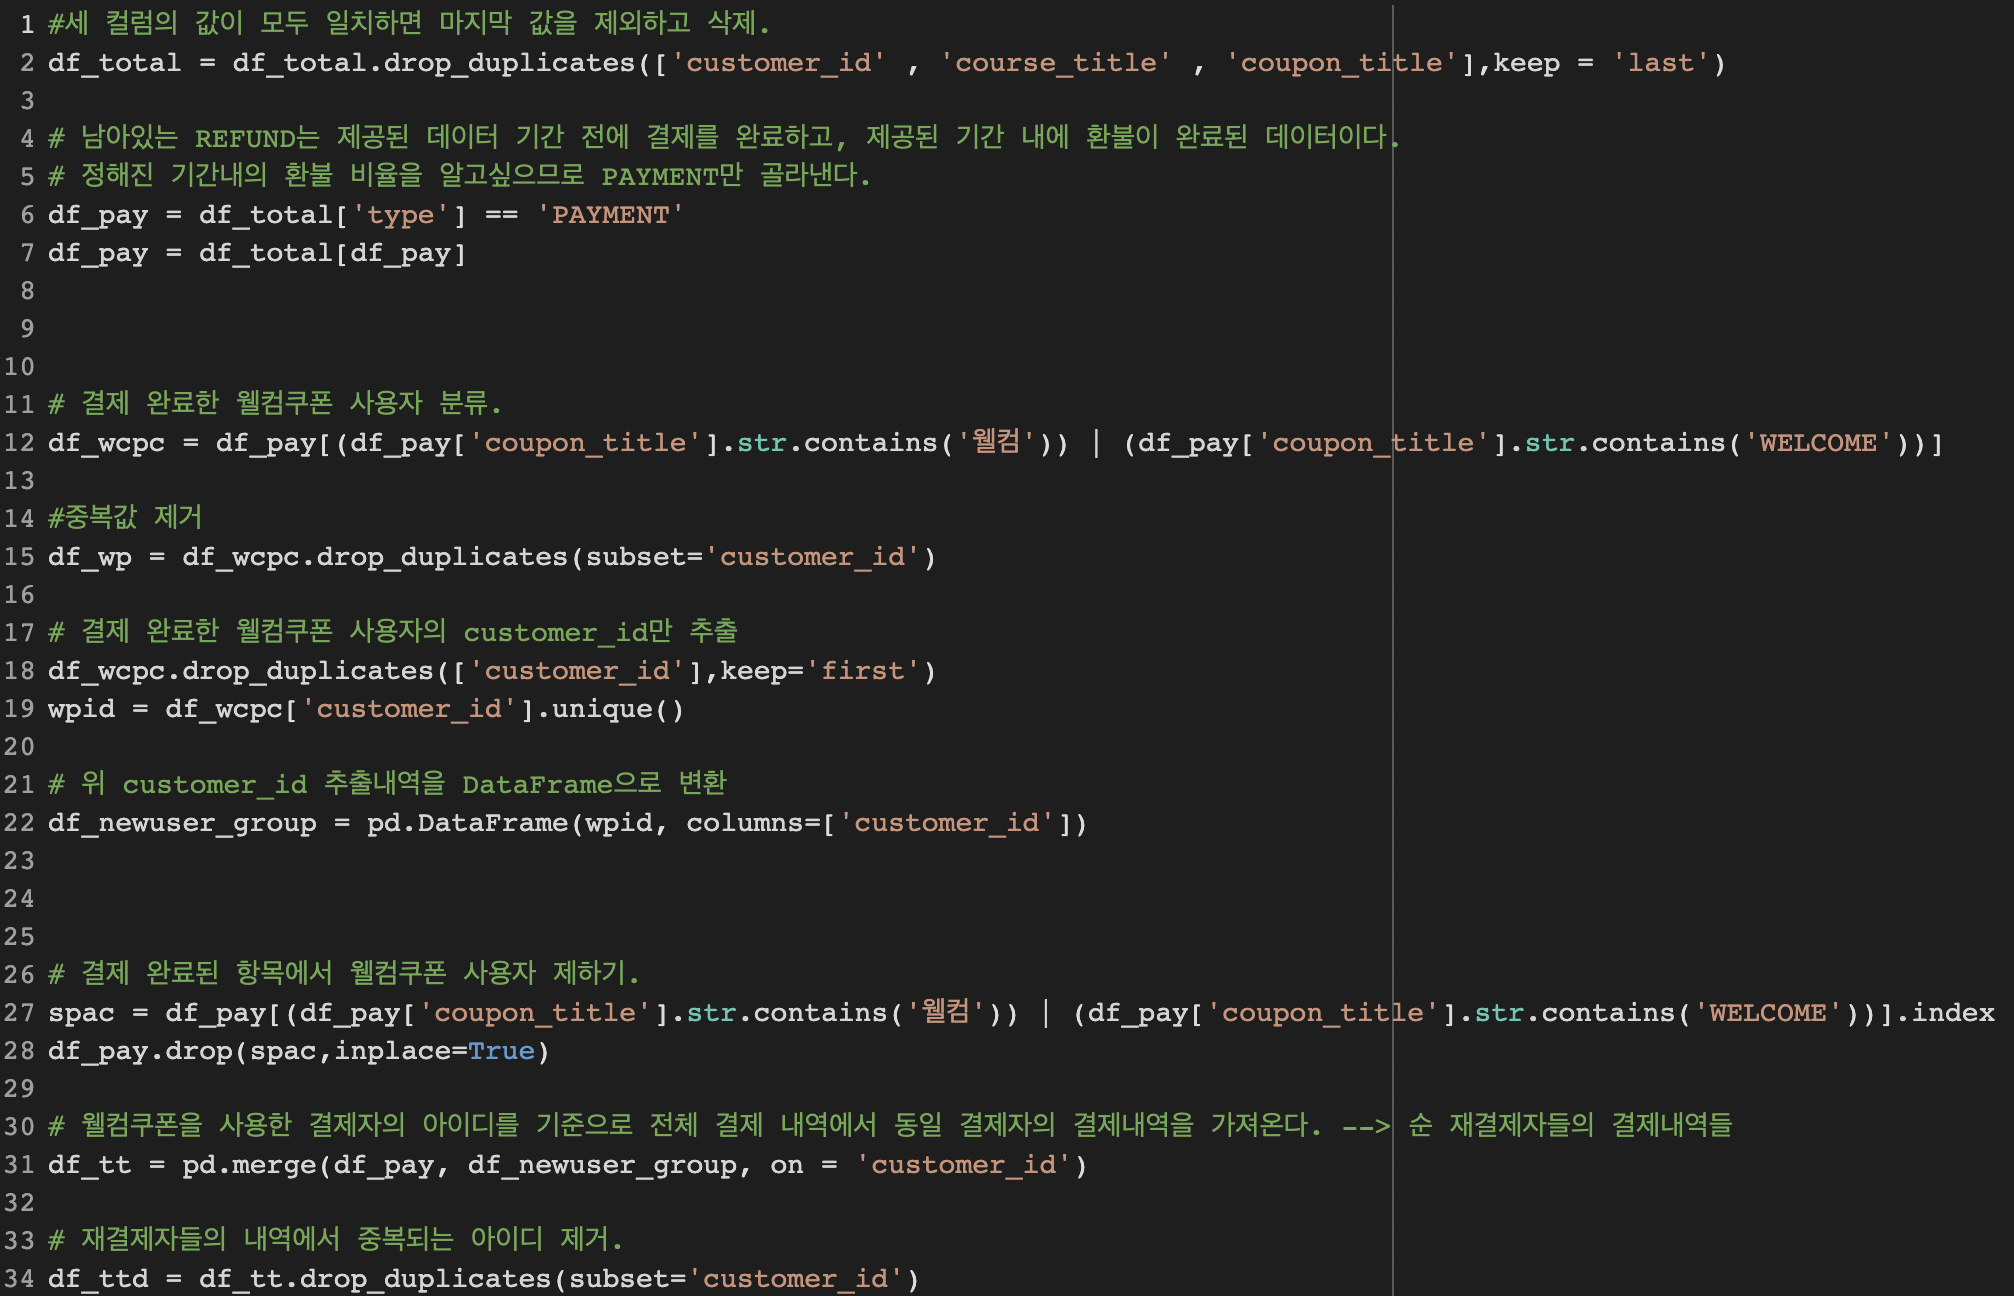 1 #세 컬럼의 값이 모두 일치하면 마지막 값을 제외하고 삭제.
2 df_total = df_total.drop_duplicates(['customer_id' , 'course_title' , 'coupon_title'],keep = 'last')
3
4 # 남아있는 REFUND는 제공된 데이터 기간 전에 결제를 완료하고, 제공된 기간 내에 환불이 완료된 데이터이다.
5 # 정해진 기간내의 환불 비율을 알고싶으므로 PAYMENT만 골라낸다.
6 df_pay = df_total['type'] == 'PAYMENT'
7 df_pay = df_total[df_pay]
8
9
10
11 # 결제 완료한 웰컴쿠폰 사용자 분류.
12 df_wcpc = df_pay[(df_pay['coupon_title'].str.contains('웰컴')) | (df_pay['coupon_title'].str.contains('WELCOME'))]
13
14 #중복값 제거
15 df_wp = df_wcpc.drop_duplicates(subset='customer_id')
16
17 # 결제 완료한 웰컴쿠폰 사용자의 customer_id만 추출
18 df_wcpc.drop_duplicates(['customer_id'],keep='first')
19 wpid = df_wcpc['customer_id'].unique()
20
21 # 위 customer_id 추출내역을 DataFrame으로 변환
22 df_newuser_group = pd.DataFrame(wpid, columns=['customer_id'])
23
24
25
26 # 결제 완료된 항목에서 웰컴쿠폰 사용자 제하기.
27 spac = df_pay[(df_pay['coupon_title'].str.contains('웰컴')) | (df_pay['coupon_title'].str.contains('WELCOME'))].index
28 df_pay.drop(spac,inplace=True)
29
30 # 웰컴쿠폰을 사용한 결제자의 아이디를 기준으로 전체 결제 내역에서 동일 결제자의 결제내역을 가져온다. --> 순 재결제자들의 결제내역들
31 df_tt = pd.merge(df_pay, df_newuser_group, on = 'customer_id')
32
33 # 재결제자들의 내역에서 중복되는 아이디 제거.
34 df_ttd = df_tt.drop_duplicates(subset='customer_id')